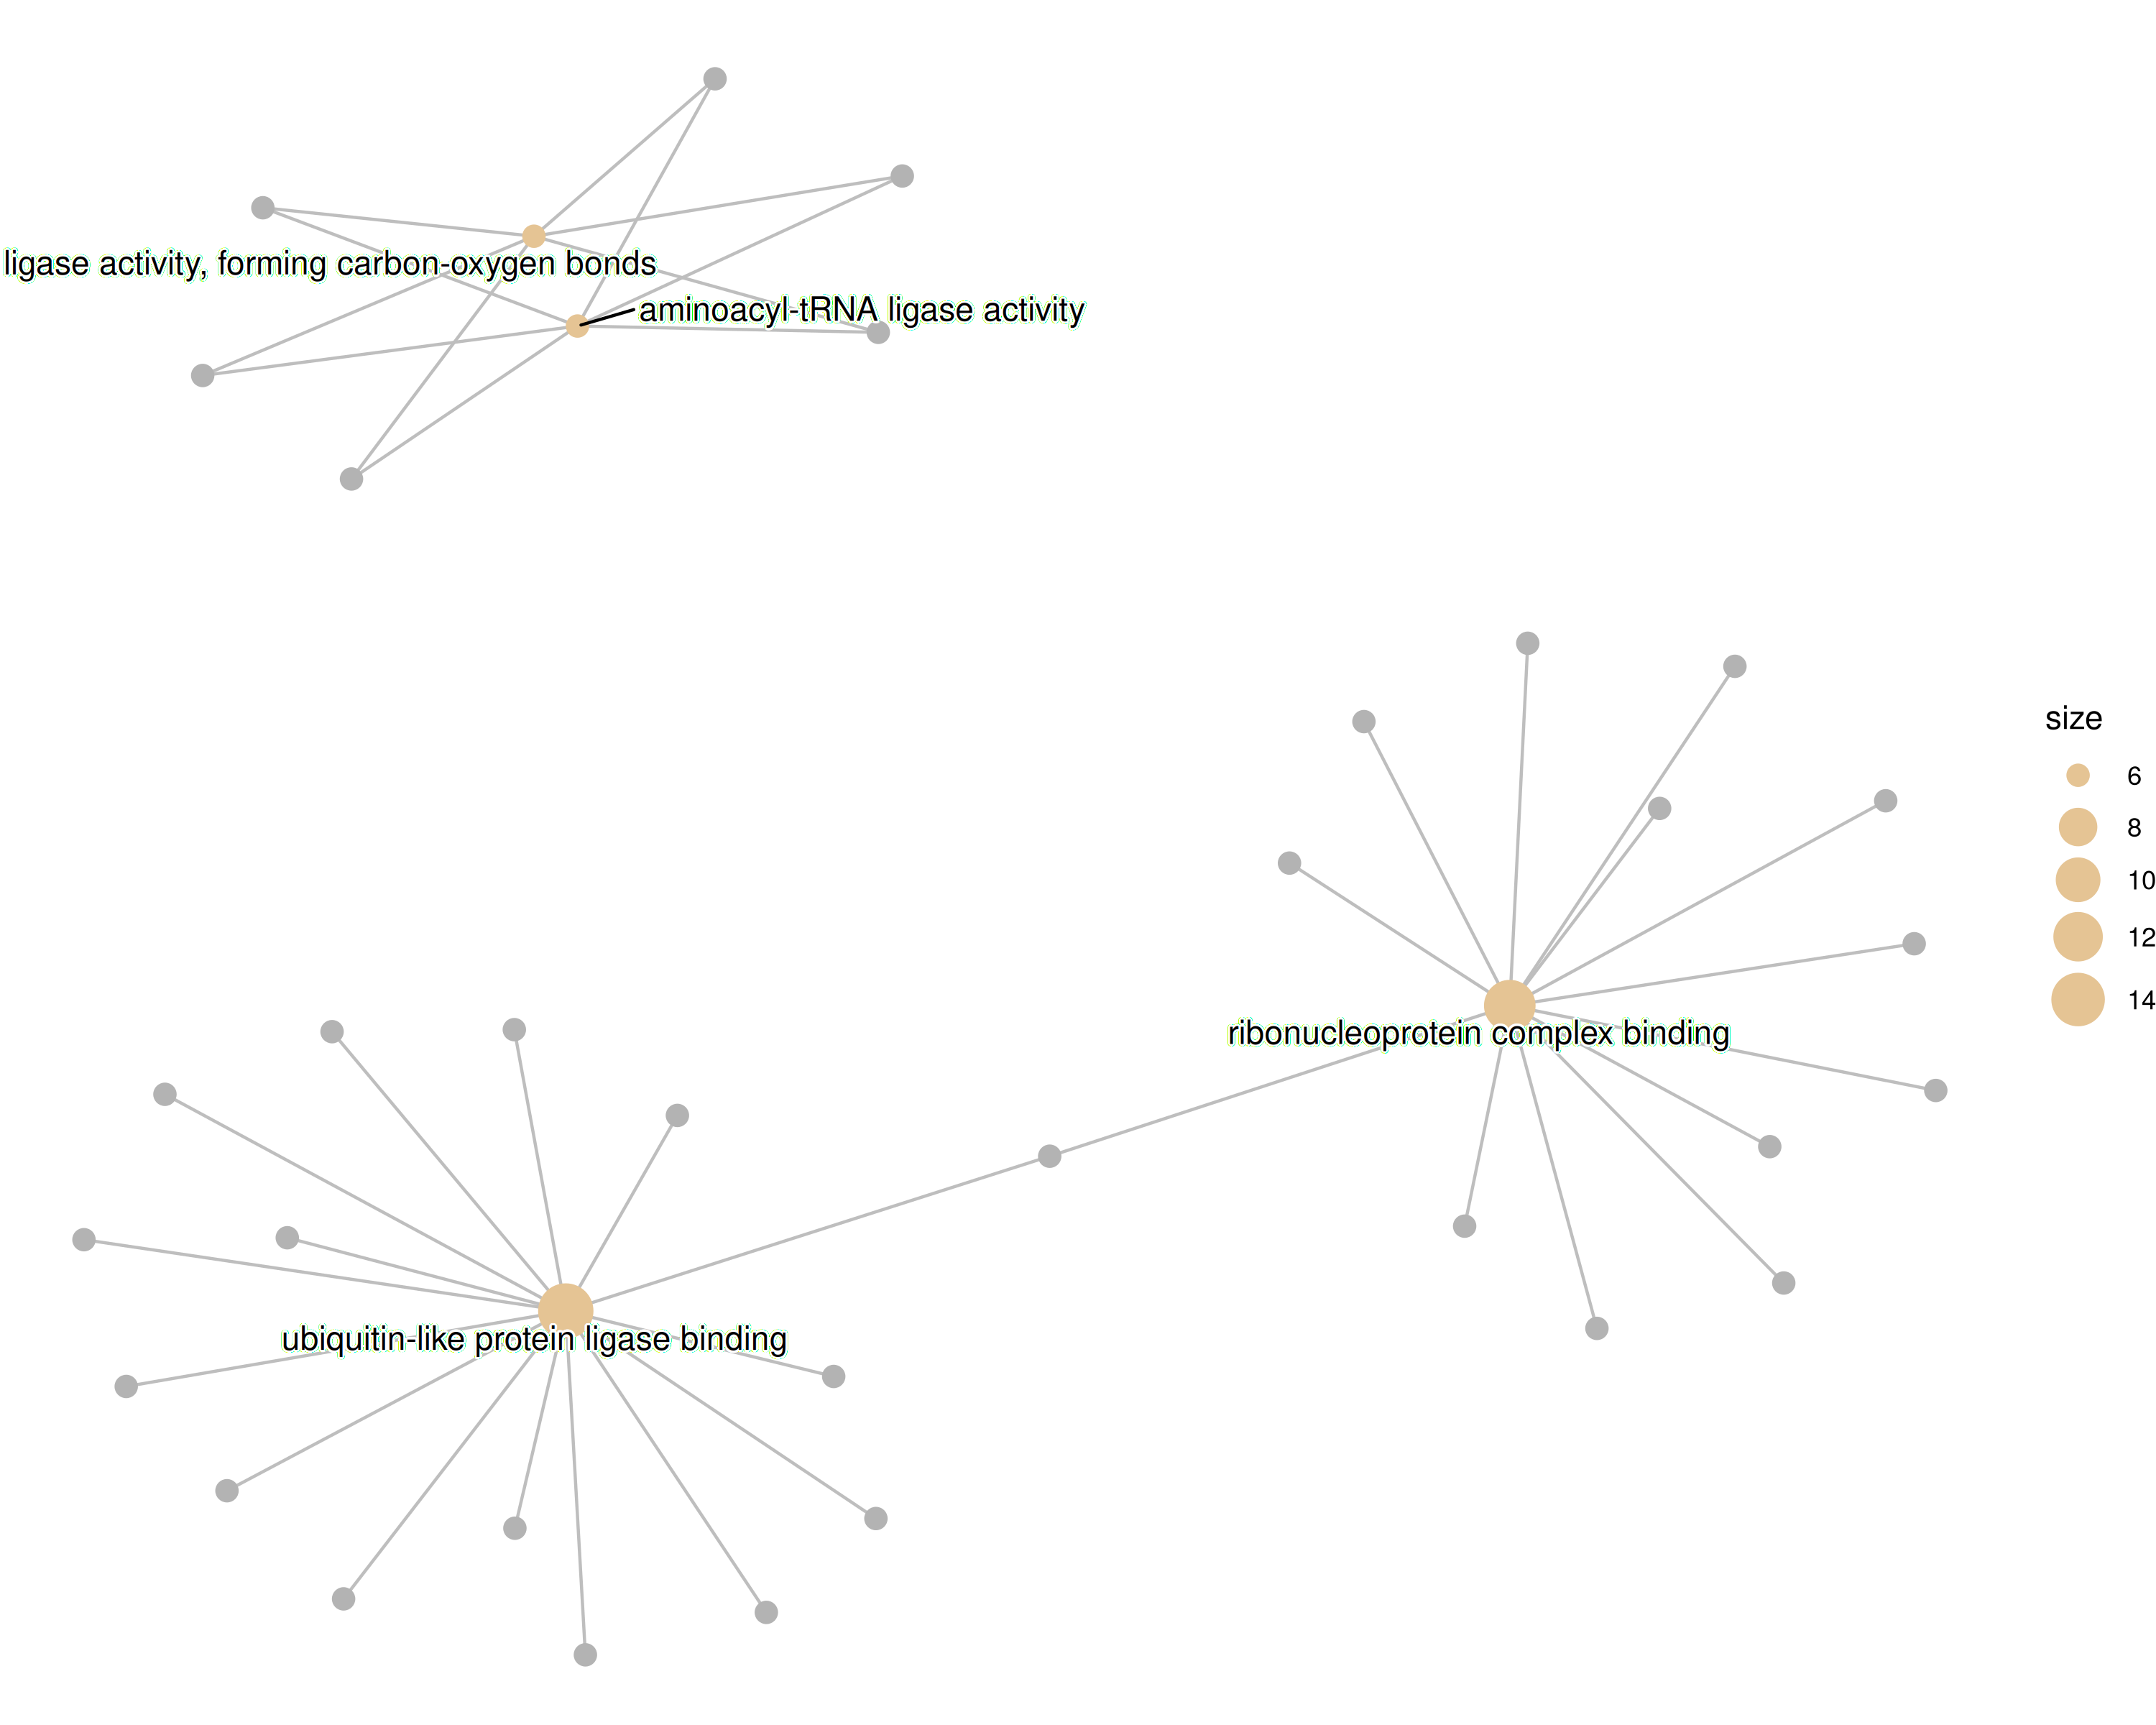 ligase activity, forming carbon-oxygen bonds
aminoacyl-tRNA ligase activity
size
6
8
10
12
14
ribonucleoprotein complex binding
ubiquitin-like protein ligase binding